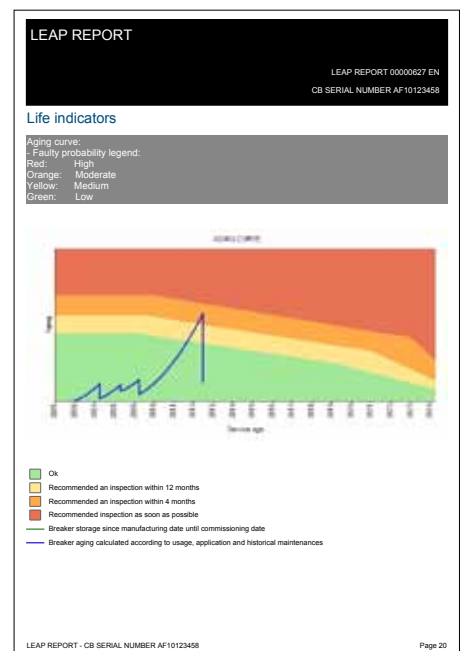 LEAP REPORT
LEAP REPORT 00000627 EN
CB SERIAL NUMBER AF10123458
Life indicators
Aging curve:
- Faulty probability legend:
Red: High
Orange: Moderate
Yellow: Medium
Green: Low
AGING CURVE
Aging
Service age
Ok
Recommended an inspection within 12 months
Recommended an inspection within 4 months
Recommended inspection as soon as possible
Breaker storage since manufacturing date until commissioning date
Breaker aging calculated according to usage, application and historical maintenances
LEAP REPORT - CB SERIAL NUMBER AF10123458 Page 20